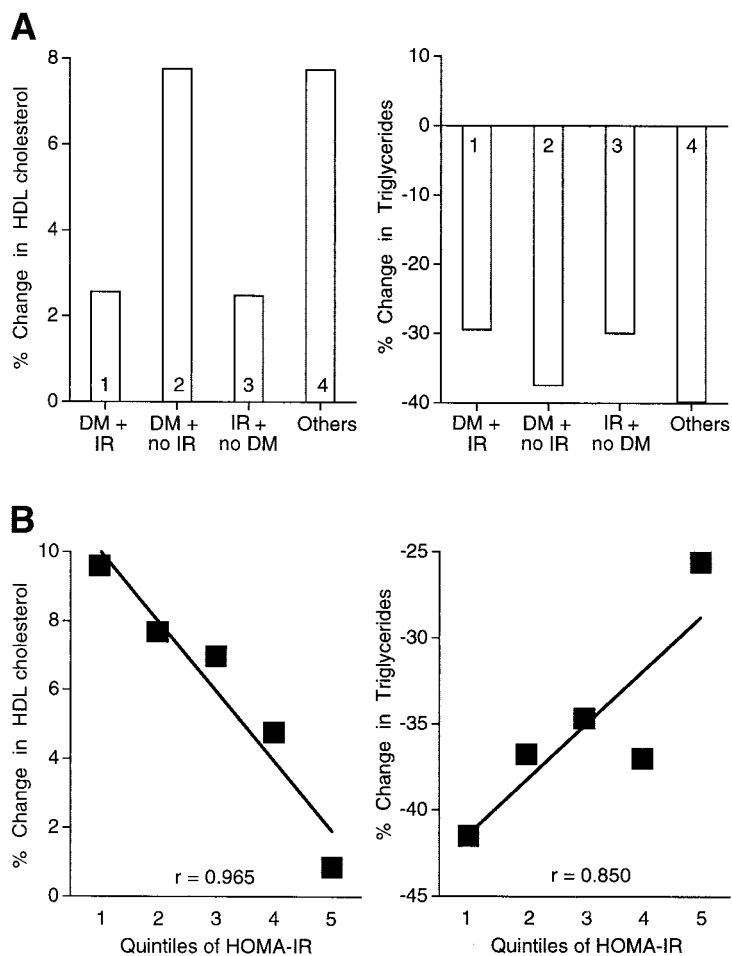 A
% Change in HDL cholesterol
8
6
4
2
0
1
2
3
4
DM +
IR
DM +
no IR
IR +
no DM
Others
% Change in Triglycerides
10
0
-10
-20
-30
-40
1
2
3
4
DM +
IR
DM +
no IR
IR +
no DM
Others
B
% Change in HDL cholesterol
10
8
6
4
2
0
r = 0.965
1 2 3 4 5
Quintiles of HOMA-IR
% Change in Triglycerides
-25
-30
-35
-40
-45
r = 0.850
1 2 3 4 5
Quintiles of HOMA-IR